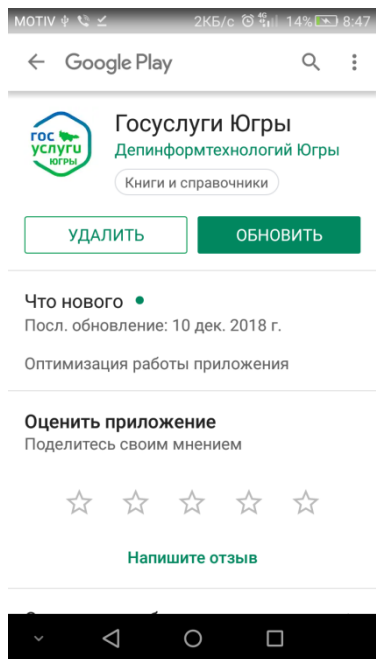 MOTIV 2КБ/с 4G 14% 8:47
Google Play
гос
услуги
ЮГРЫ
Госуслуги Югры
Депинформтехнологий Югры
Книги и справочники
УДАЛИТЬ ОБНОВИТЬ
Что нового
Посл. обновление: 10 дек. 2018 г.
Оптимизация работы приложения
Оценить приложение
Поделитесь своим мнением
Напишите отзыв